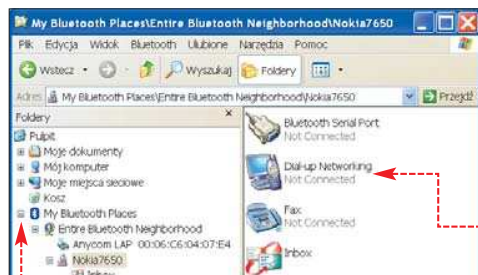 My Bluetooth Places\Entire Bluetooth Neighborhood\Nokia7650
Plik Edycja Widok Bluetooth Ulubione Narzędzia Pomoc
Wstecz Wyszukaj Foldery
Adres My Bluetooth Places\Entire Bluetooth Neighborhood\Nokia7650 Przejdź
Foldery x
Pulpit
Moje dokumenty
Mój komputer
Moje miejsca sieciowe
Kosz
My Bluetooth Places
Entire Bluetooth Neighborhood
Anycom LAP 00:06:C6:04:07:E4
Nokia7650
Inbox
Bluetooth Serial Port
Not Connected
Dial-up Networking
Not Connected
Fax
Not Connected
Inbox